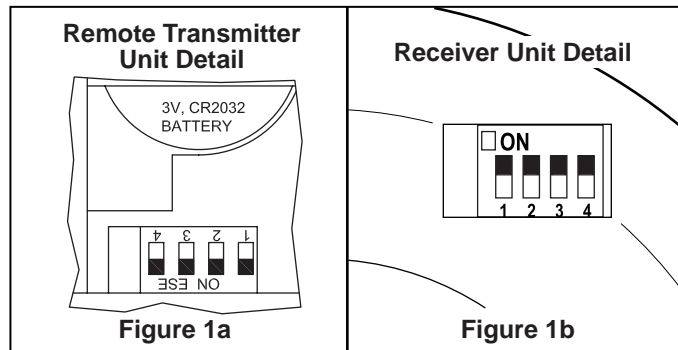 Remote Transmitter
Unit Detail
3V, CR2032
BATTERY
4 3 2 1
ON ESE
Figure 1a
Receiver Unit Detail
ON
1 2 3 4
Figure 1b